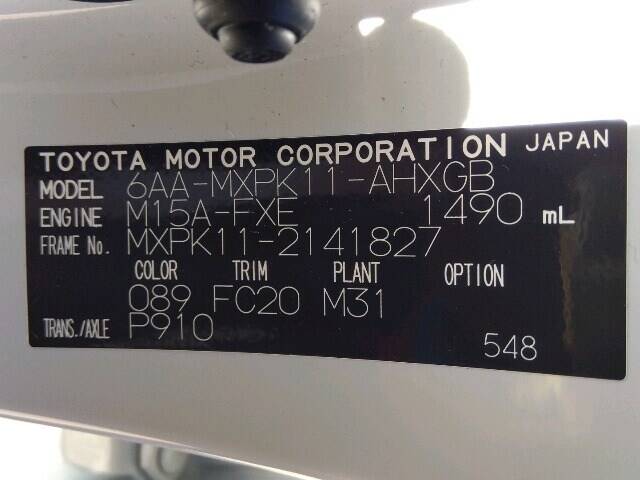 TOYOTA MOTOR CORPORATION JAPAN
MODEL 6AA-MXPK11-AHXGB
ENGINE M15A-FXE 1490 mL
FRAME No. MXPK11-2141827
COLOR TRIM PLANT OPTION
089 FC20 M31
TRANS./AXLE P910
548